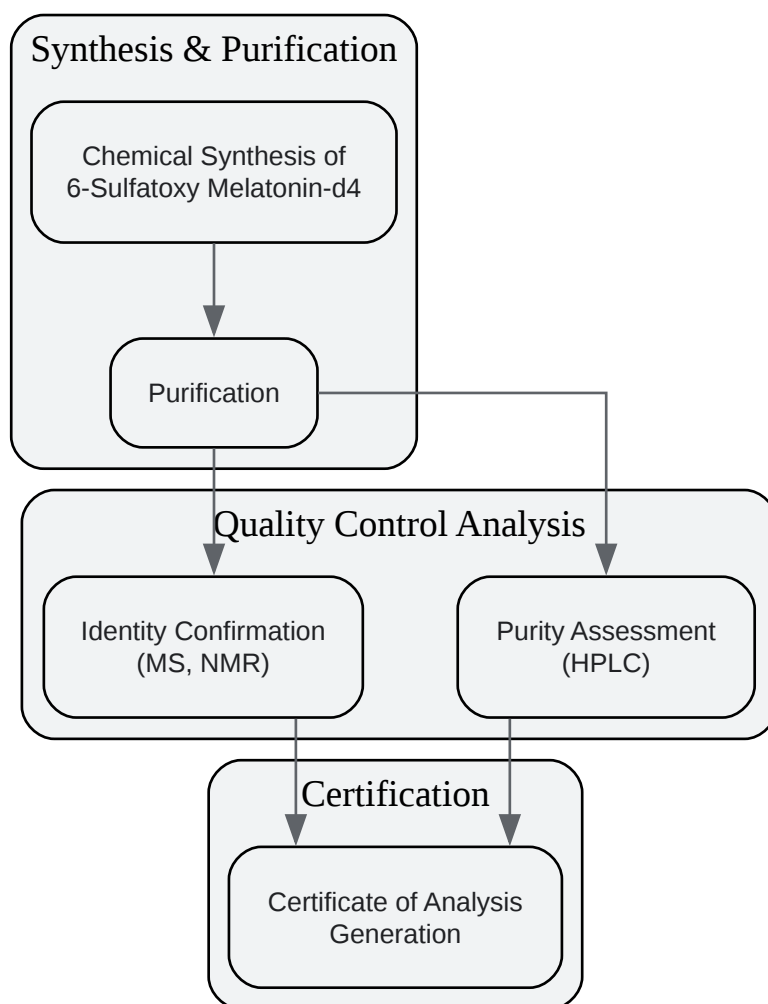 Synthesis & Purification
Chemical Synthesis of
6-Sulfatoxy Melatonin-d4
Purification
Quality Control Analysis
Identity Confirmation
(MS, NMR)
Purity Assessment
(HPLC)
Certification
Certificate of Analysis
Generation